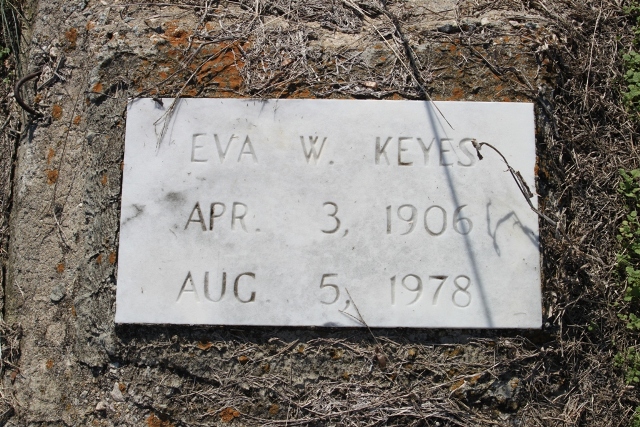 EVA W. KEYES
APR. 3, 1906
AUG. 5, 1978